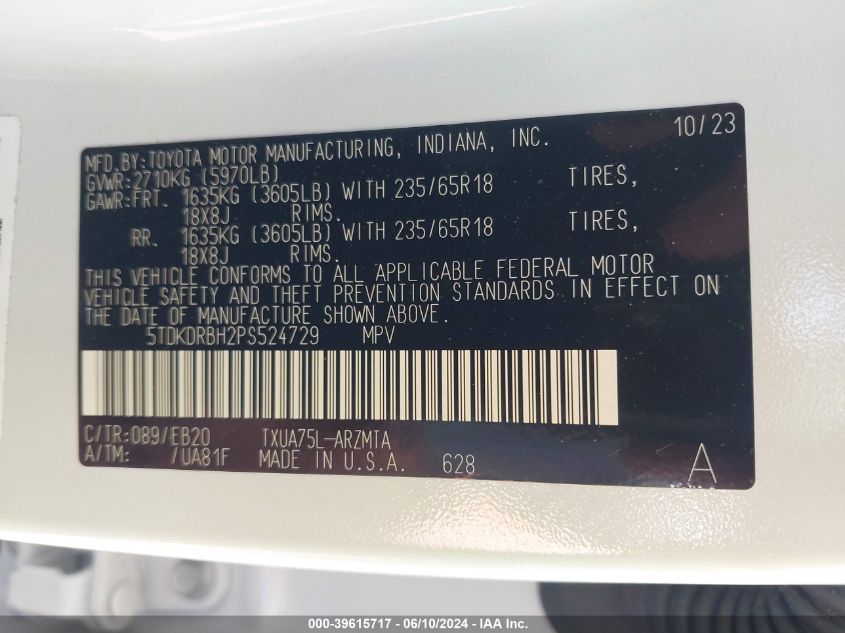 10/23
MFD.BY:TOYOTA MOTOR MANUFACTURING, INDIANA, INC.
GVWR:2710KG (5970LB)
GAWR:FRT. 1635KG (3605LB) WITH 235/65R18 TIRES,
18X8J RIMS.
RR. 1635KG (3605LB) WITH 235/65R18 TIRES,
18X8J RIMS.
THIS VEHICLE CONFORMS TO ALL APPLICABLE FEDERAL MOTOR
VEHICLE SAFETY AND THEFT PREVENTION STANDARDS IN EFFECT ON
THE DATE OF MANUFACTURE SHOWN ABOVE.
5TDKDRBH2PS524729 MPV
C/TR:089/EB20 TXUA75L-ARZMTA
A/TM: /UA81F MADE IN U.S.A. 628 A
000-39615717 - 06/10/2024 - IAA Inc.